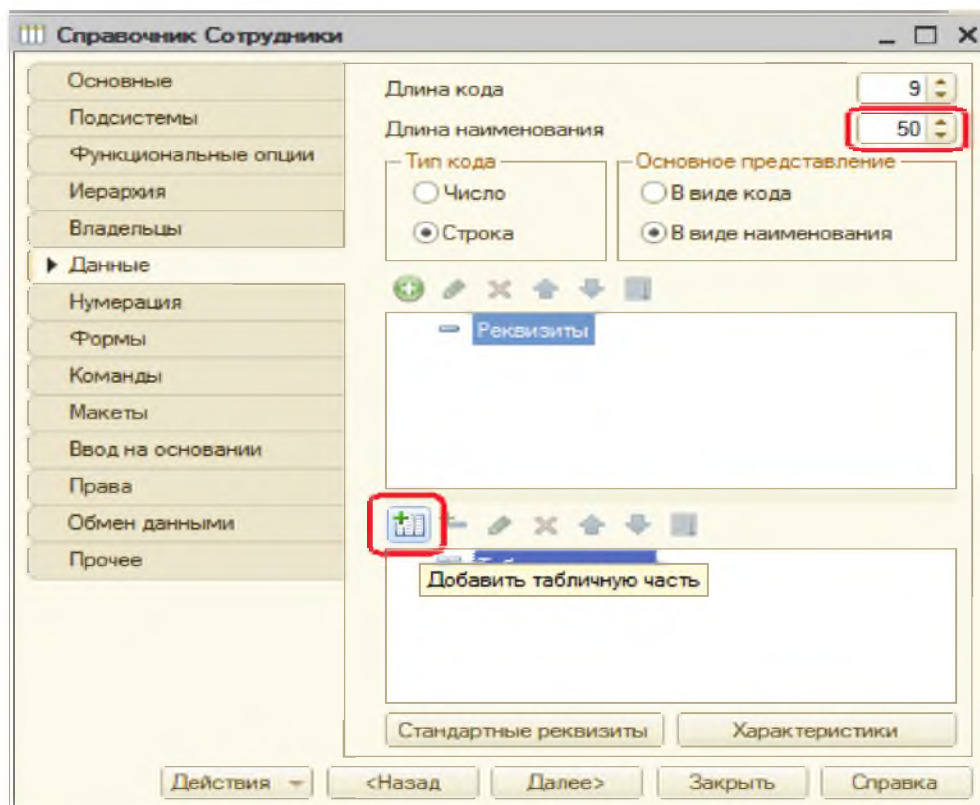 Справочник Сотрудники
Основные
Подсистемы
Функциональные опции
Иерархия
Владельцы
Данные
Нумерация
Формы
Команды
Макеты
Ввод на основании
Права
Обмен данными
Прочее
Длина кода 9
Длина наименования 50
Тип кода
Число
Строка
Основное представление
В виде кода
В виде наименования
Реквизиты
Добавить табличную часть
Стандартные реквизиты Характеристики
Действия <Назад Далее> Закрыть Справка